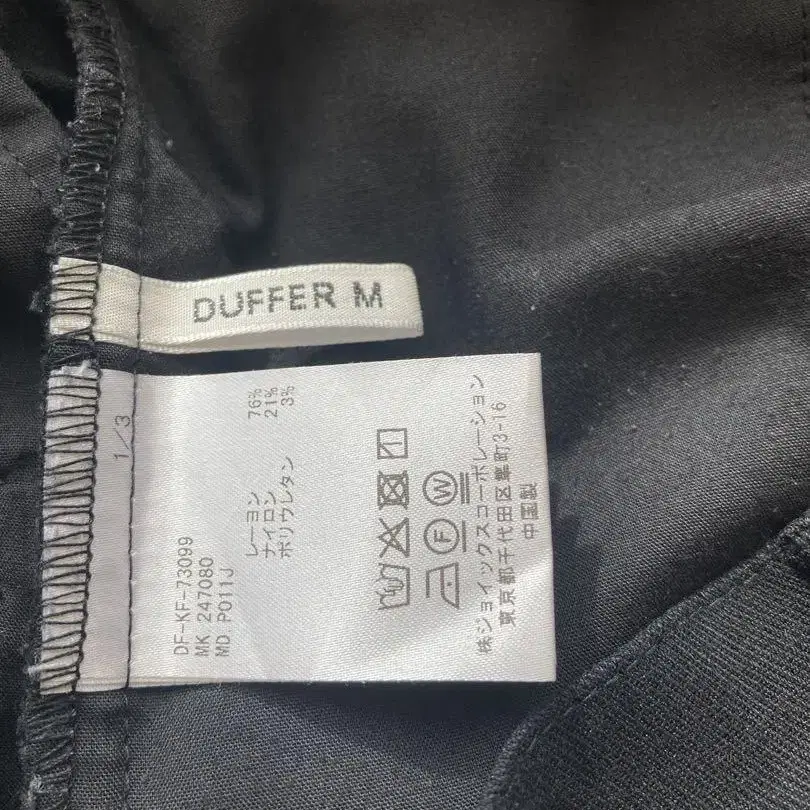 DUFFER M
1/3
DF-KF-73099
MK 247080
MD P011J
レーヨン 76%
ナイロン 21%
ポリウレタン 3%
F W
㈱ジョイックスコーポレーション
東京都千代田区麹町3-16
中国製